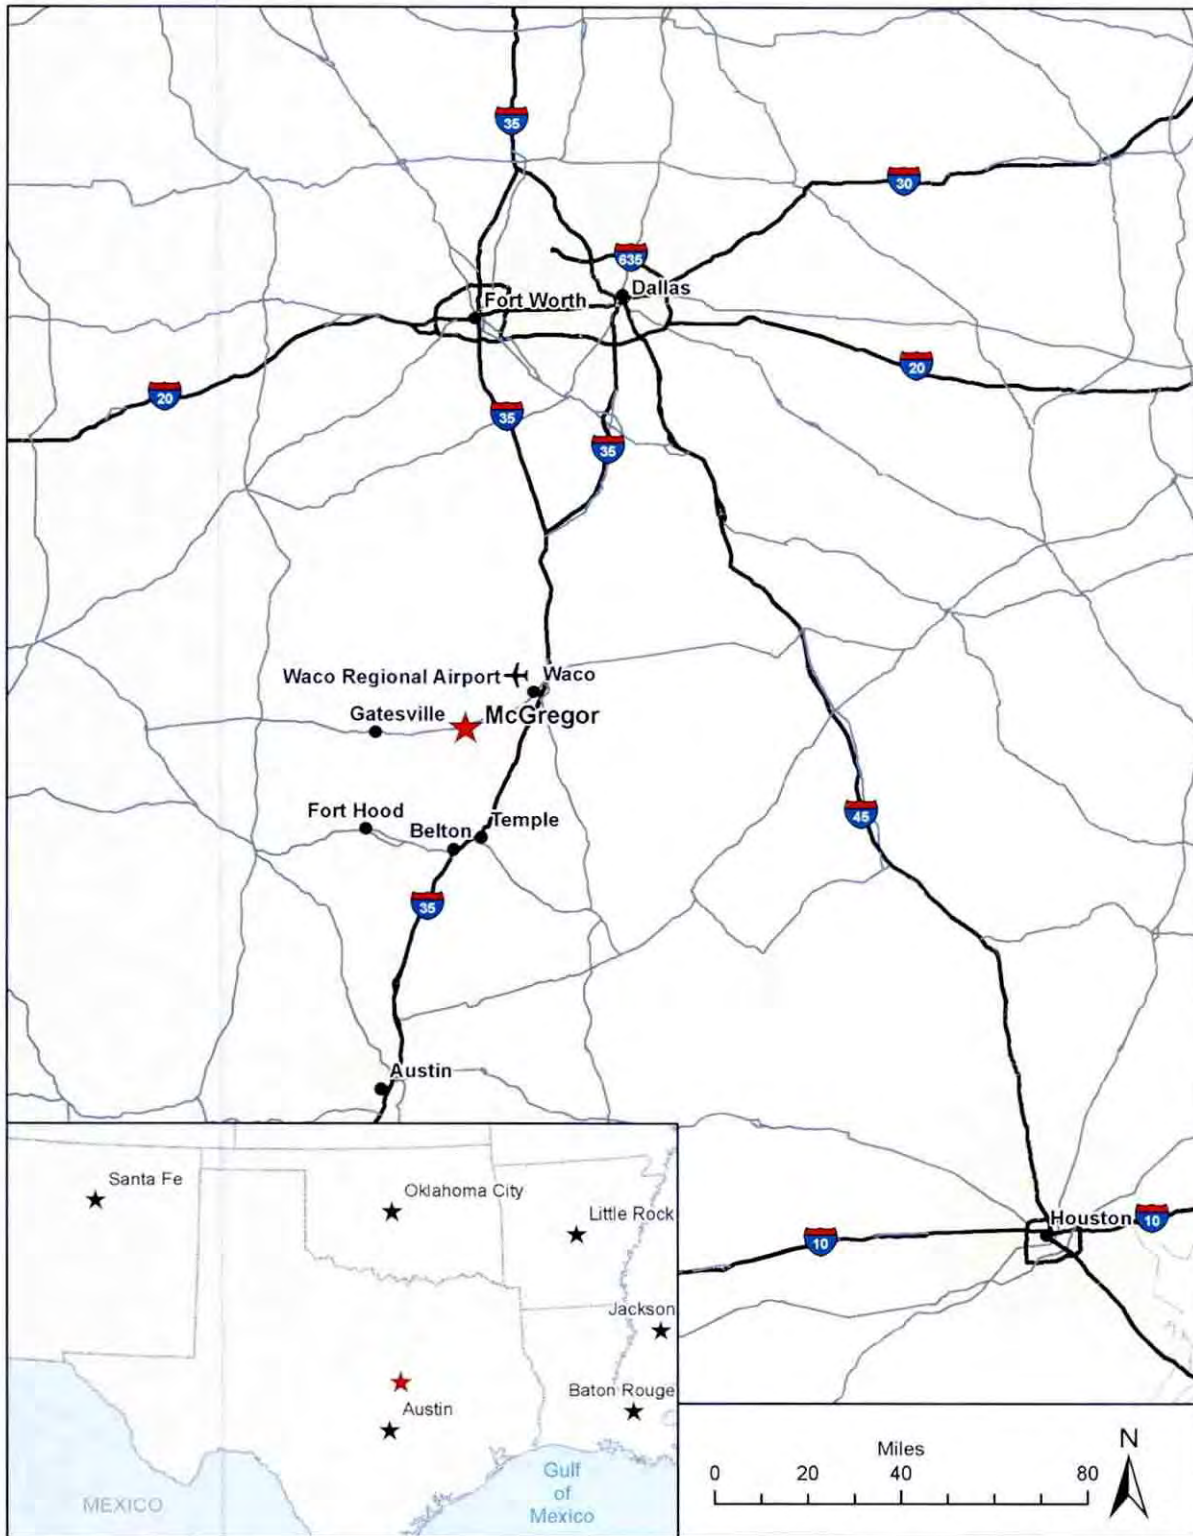 35
30
635
Dallas
Fort Worth
20
20
35
35
Waco Regional Airport
Waco
Gatesville
McGregor
Fort Hood
Belton
Temple
45
35
Austin
Houston
10
10
Santa Fe
Oklahoma City
Little Rock
Jackson
Baton Rouge
Austin
Gulf
of
Mexico
MEXICO
Miles
0 20 40 80
N